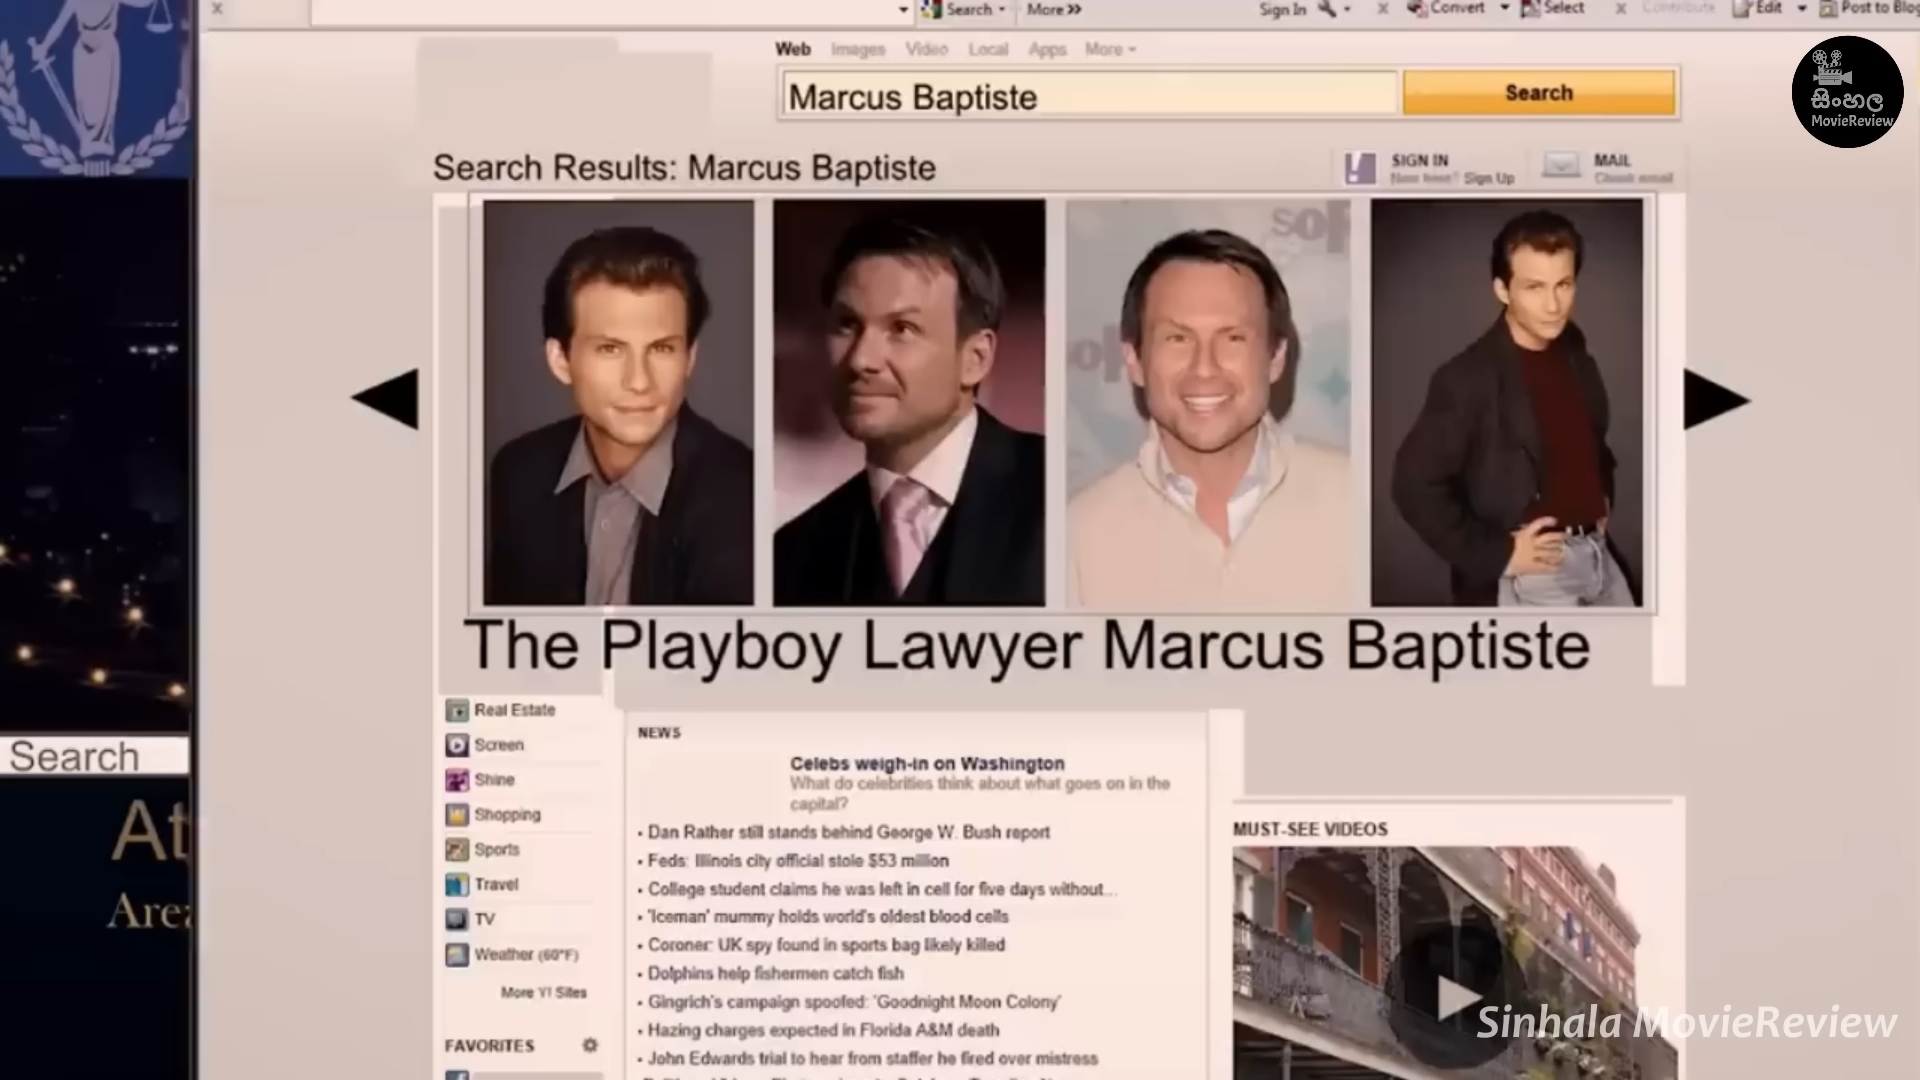 Search
More
Sign In
Convert
Select
Contribute
Edit
Post to Blog
Web
Images
Video
Local
Apps
More
Marcus Baptiste
Search
සිංහල
MovieReview
Search Results: Marcus Baptiste
SIGN IN
New here? Sign Up
MAIL
Check email
sop
The Playboy Lawyer Marcus Baptiste
Search
At
Area
Real Estate
Screen
Shine
Shopping
Sports
Travel
TV
Weather (60°F)
More Y! Sites
FAVORITES
NEWS
Celebs weigh-in on Washington
What do celebrities think about what goes on in the
capital?
• Dan Rather still stands behind George W. Bush report
• Feds: Illinois city official stole $53 million
• College student claims he was left in cell for five days without...
• 'Iceman' mummy holds world's oldest blood cells
• Coroner: UK spy found in sports bag likely killed
• Dolphins help fishermen catch fish
• Gingrich's campaign spoofed: 'Goodnight Moon Colony'
• Hazing charges expected in Florida A&M death
• John Edwards trial to hear from staffer he fired over mistress
MUST-SEE VIDEOS
Sinhala MovieReview